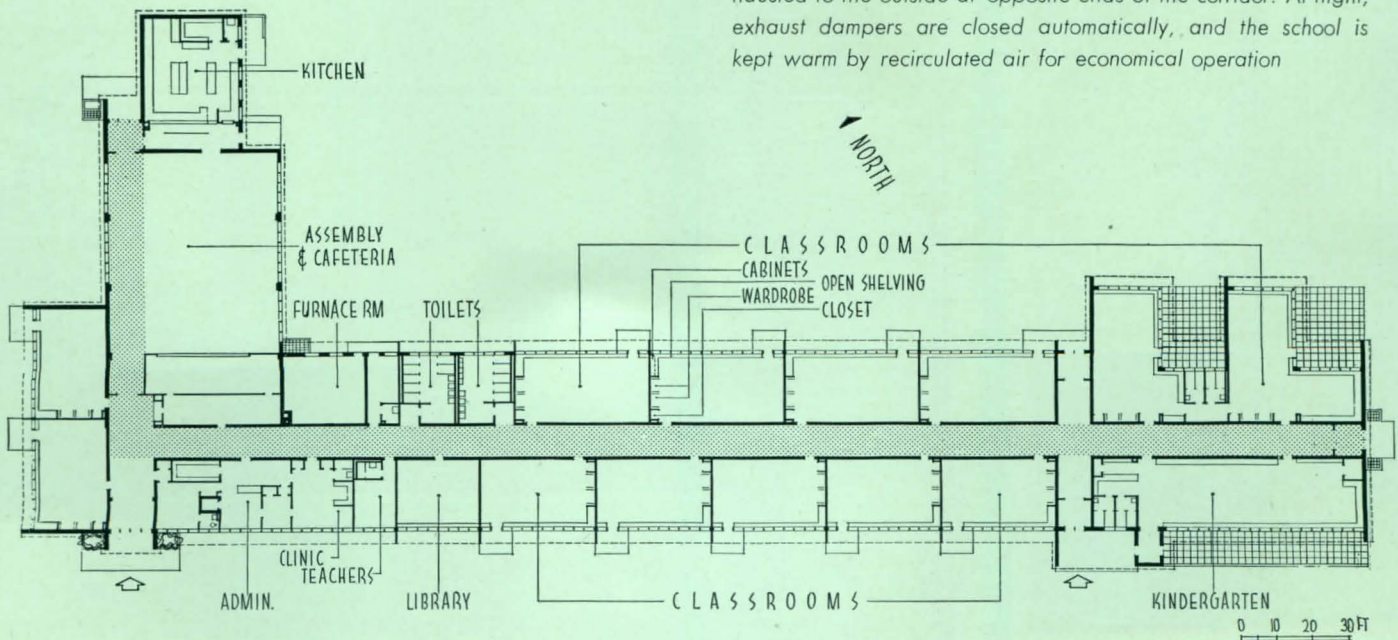 exhaust dampers are closed automatically, and the school is
kept warm by recirculated air for economical operation
KITCHEN
NORTH
ASSEMBLY
& CAFETERIA
CLASSROOMS
CABINETS
OPEN SHELVING
WARDROBE
CLOSET
FURNACE RM
TOILETS
CLINIC
TEACHERS
ADMIN.
LIBRARY
CLASSROOMS
KINDERGARTEN
0 10 20 30 FT